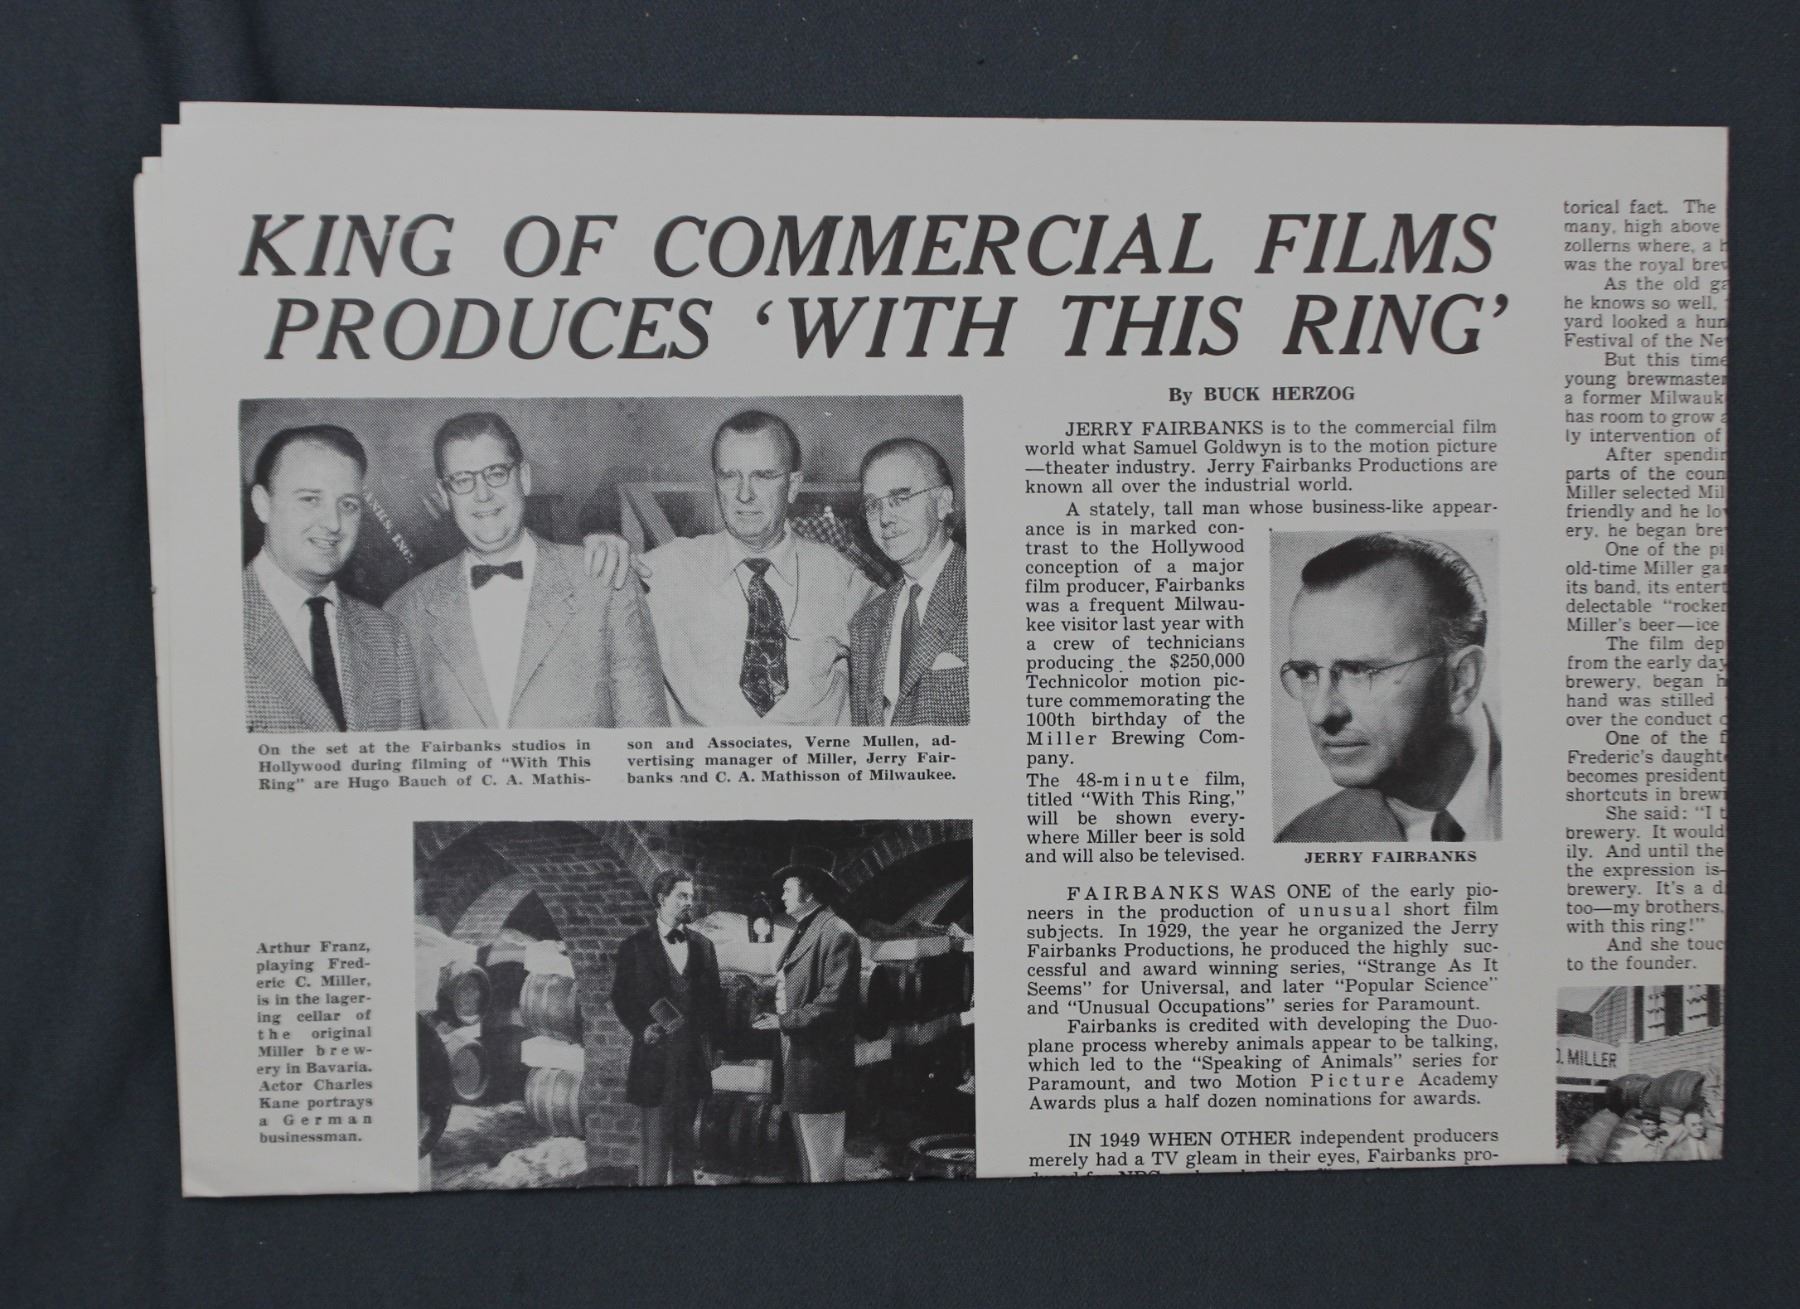 KING OF COMMERCIAL FILMS
PRODUCES ‘WITH THIS RING’
ANKS, INC.
On the set at the Fairbanks studios in
Hollywood during filming of “With This
Ring” are Hugo Bauch of C. A. Mathis-
son and Associates, Verne Mullen, ad-
vertising manager of Miller, Jerry Fair-
banks and C. A. Mathisson of Milwaukee.
Arthur Franz,
playing Fred-
eric C. Miller,
is in the lager-
ing cellar of
the original
Miller brew-
ery in Bavaria.
Actor Charles
Kane portrays
a German
businessman.
By BUCK HERZOG
JERRY FAIRBANKS is to the commercial film
world what Samuel Goldwyn is to the motion picture
—theater industry. Jerry Fairbanks Productions are
known all over the industrial world.
A stately, tall man whose business-like appear-
ance is in marked con-
trast to the Hollywood
conception of a major
film producer, Fairbanks
was a frequent Milwau-
kee visitor last year with
a crew of technicians
producing the $250,000
Technicolor motion pic-
ture commemorating the
100th birthday of the
Miller Brewing Com-
pany.
The 48-minute film,
titled “With This Ring,”
will be shown every-
where Miller beer is sold
and will also be televised.
JERRY FAIRBANKS
FAIRBANKS WAS ONE of the early pio-
neers in the production of unusual short film
subjects. In 1929, the year he organized the Jerry
Fairbanks Productions, he produced the highly suc-
cessful and award winning series, “Strange As It
Seems” for Universal, and later “Popular Science”
and “Unusual Occupations” series for Paramount.
Fairbanks is credited with developing the Duo-
plane process whereby animals appear to be talking,
which led to the “Speaking of Animals” series for
Paramount, and two Motion Picture Academy
Awards plus a half dozen nominations for awards.
IN 1949 WHEN OTHER independent producers
merely had a TV gleam in their eyes, Fairbanks pro-
torical fact. The
many, high above
zollerns where, a
was the royal
As the old
he knows so well,
yard looked a
Festival of the
But this time
young brewmaster
a former
has room to grow
ly intervention of
After
parts of the
Miller selected
friendly and he
ery, he began
One of the
old-time Miller
its band, its
delectable “rocker
Miller’s beer—ice
The film
from the early
brewery, began
hand was stilled
over the conduct
One of the
Frederic’s
becomes president
shortcuts in
She said: “I
brewery. It would
ily. And until the
the expression is
brewery. It’s a
too—my brothers,
with this ring!”
And she
to the founder.
D. MILLER